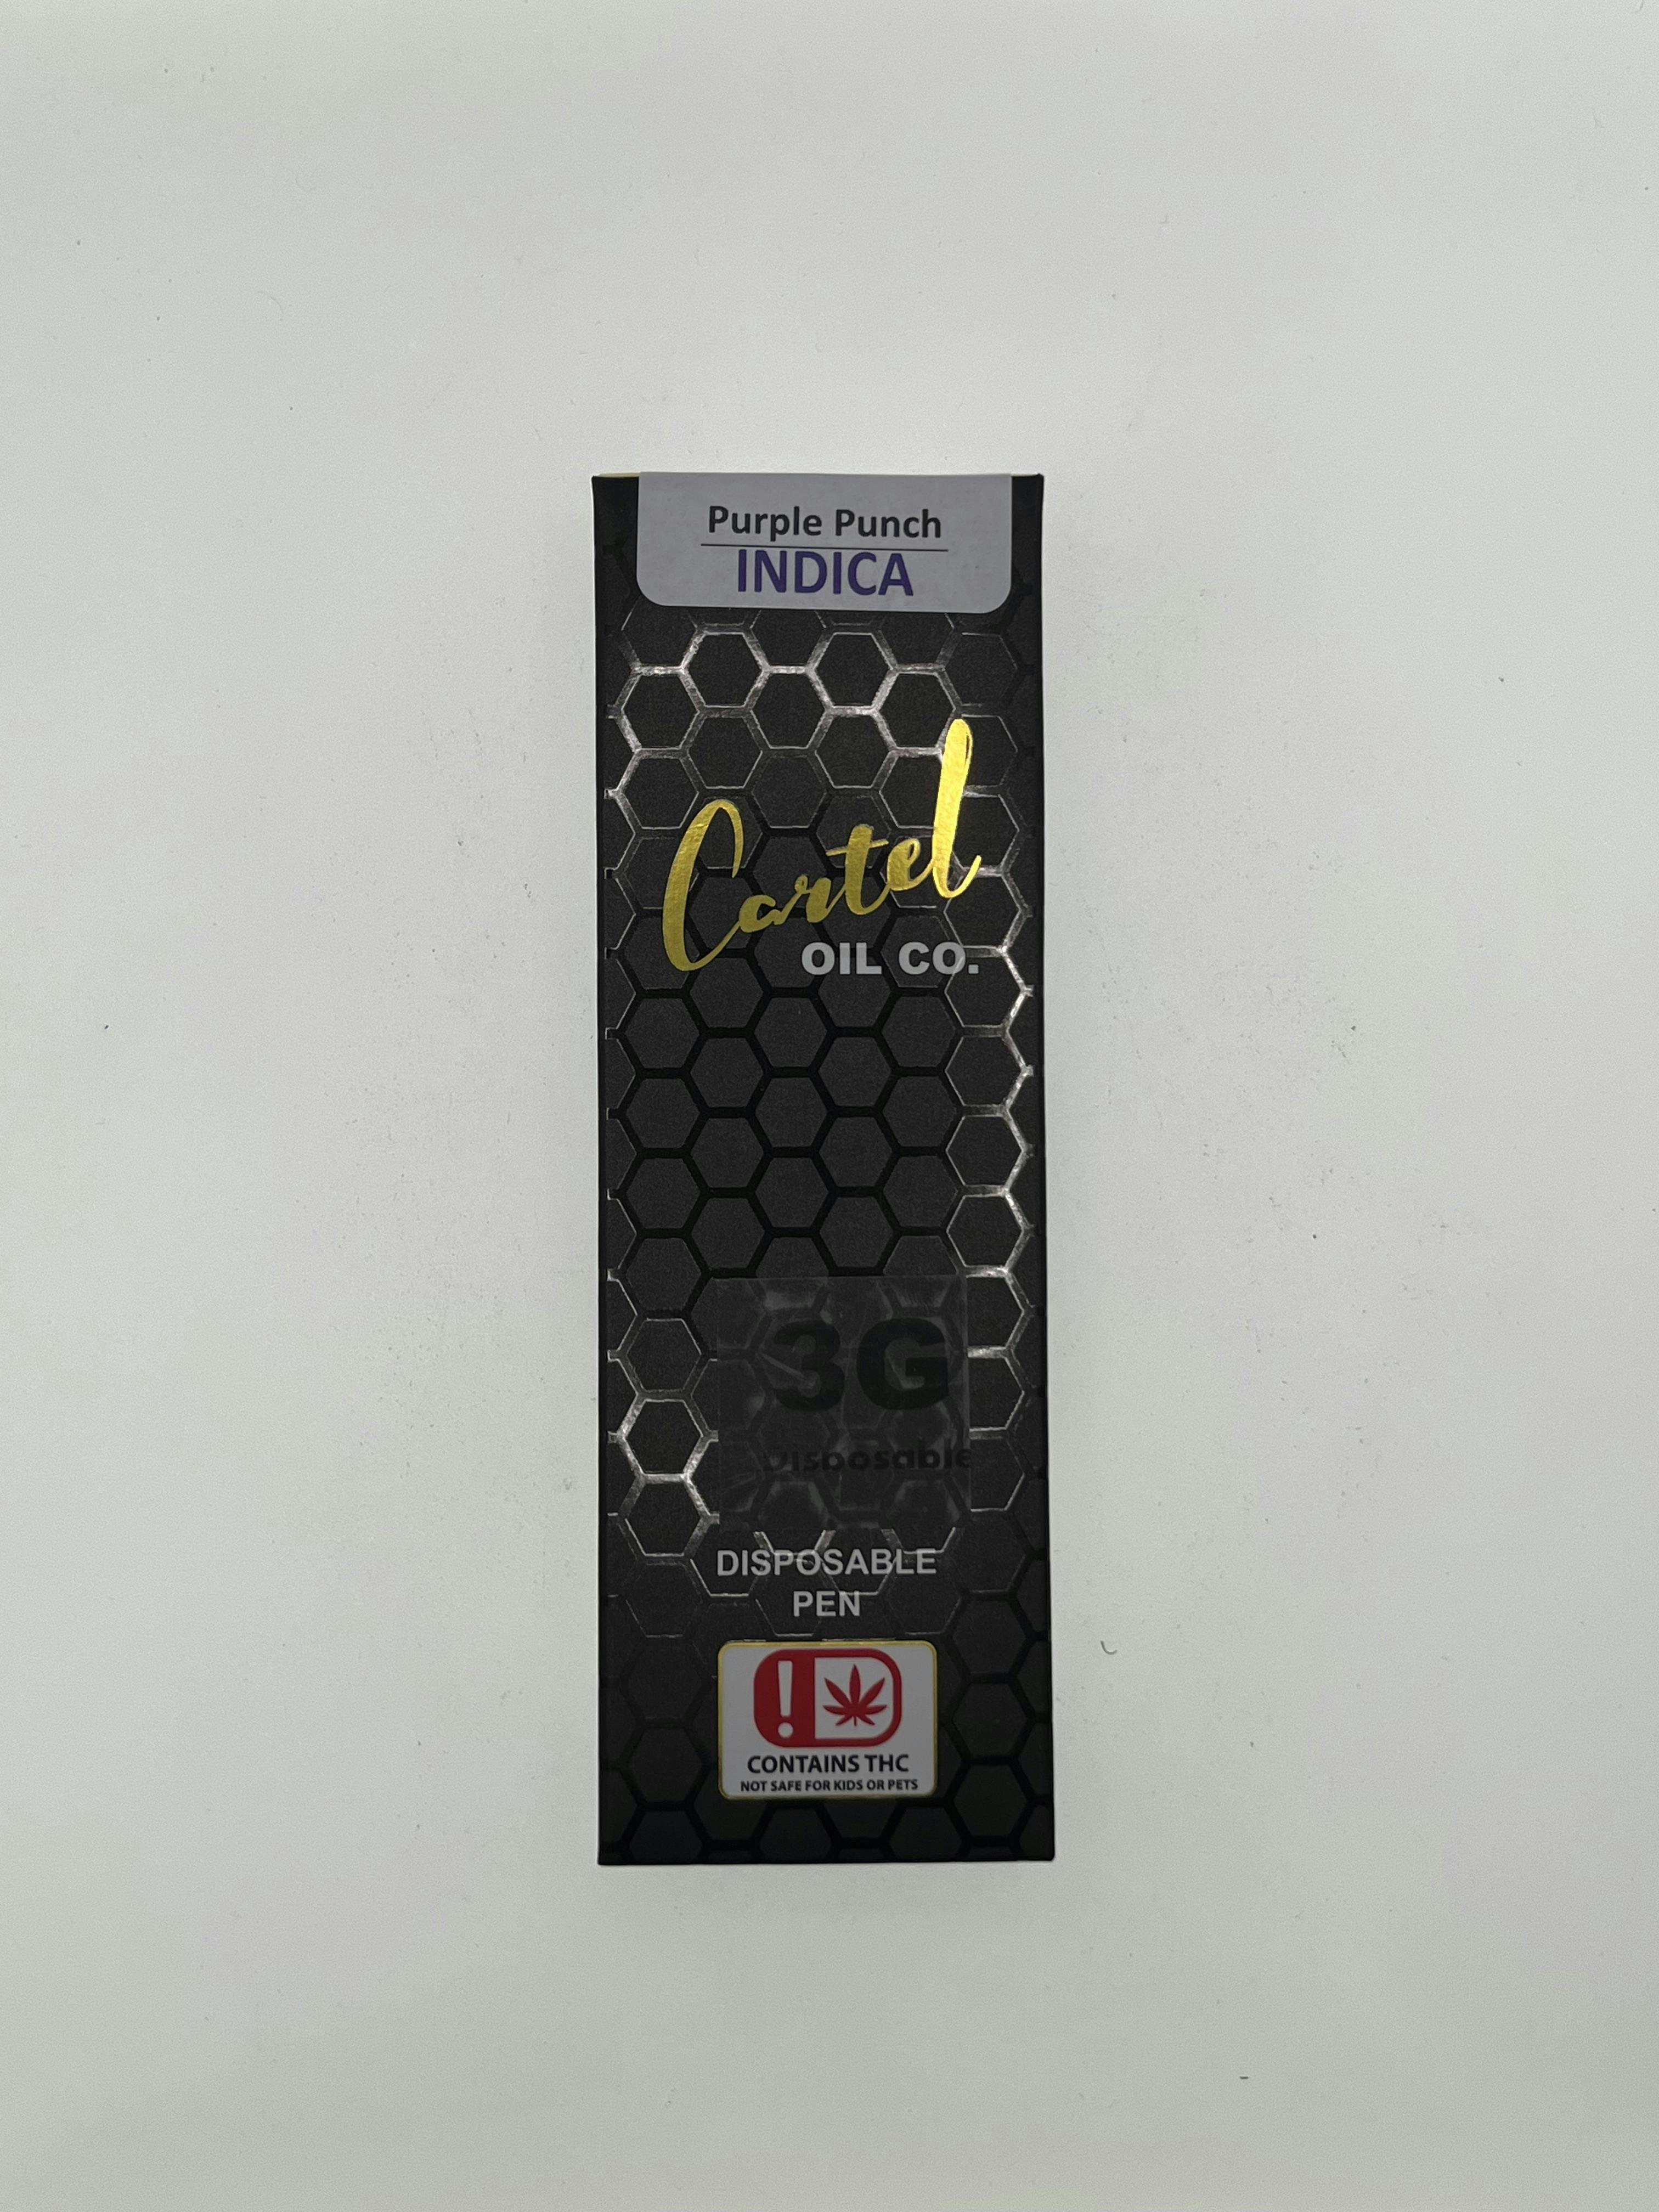 Purple Punch
INDICA
Cartel
OIL CO.
3G
Disposable
DISPOSABLE
PEN
!
CONTAINS THC
NOT SAFE FOR KIDS OR PETS